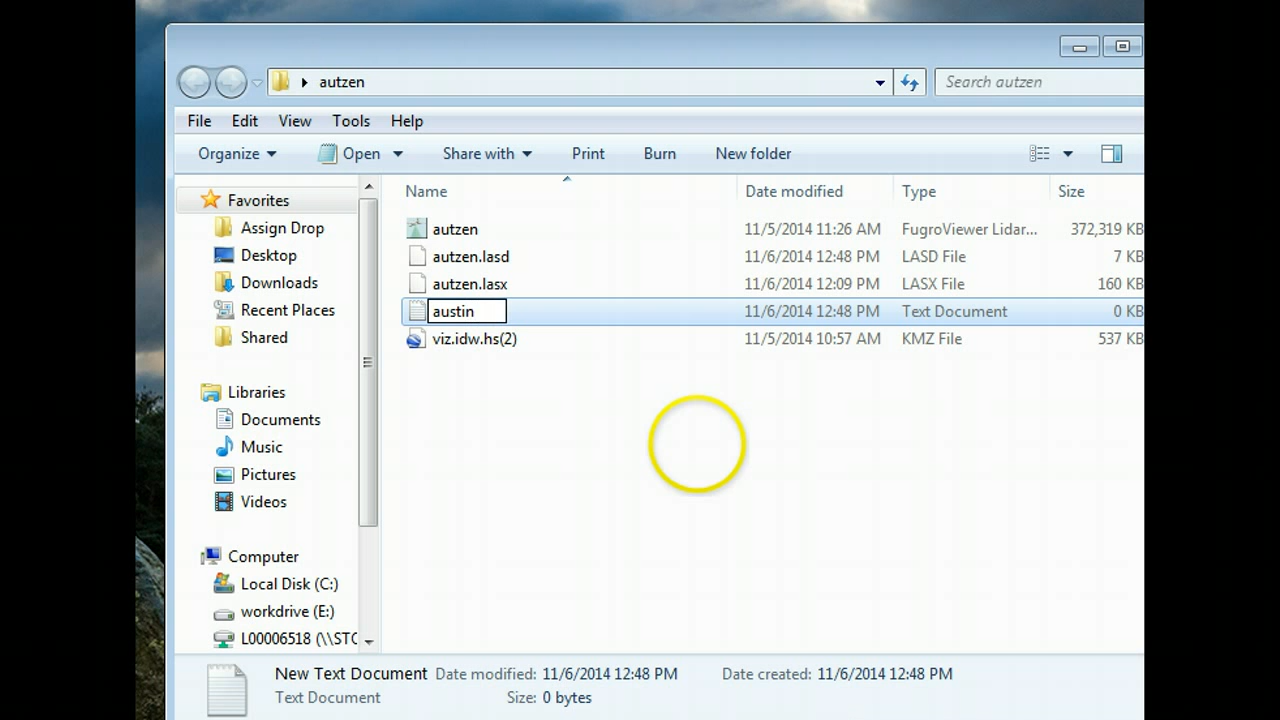 autzen
Search autzen
File Edit View Tools Help
Organize Open Share with Print Burn New folder
Name Date modified Type Size
Favorites
Assign Drop
Desktop
Downloads
Recent Places
Shared
Libraries
Documents
Music
Pictures
Videos
Computer
Local Disk (C:)
workdrive (E:)
L00006518 (\\STC
autzen 11/5/2014 11:26 AM FugroViewer Lidar... 372,319 KB
autzen.lasd 11/6/2014 12:48 PM LASD File 7 KB
autzen.lasx 11/6/2014 12:09 PM LASX File 160 KB
austin 11/6/2014 12:48 PM Text Document 0 KB
viz.idw.hs(2) 11/5/2014 10:57 AM KMZ File 537 KB
New Text Document Date modified: 11/6/2014 12:48 PM Date created: 11/6/2014 12:48 PM
Text Document Size: 0 bytes